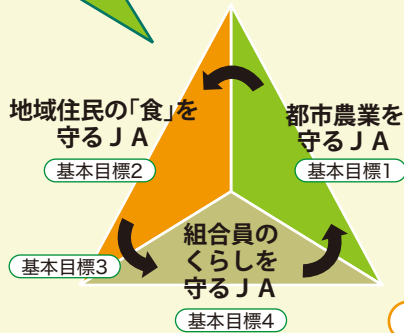 地域住民の「食」を
守るＪＡ
基本目標2
都市農業を
守るＪＡ
基本目標1
基本目標3
組合員の
くらしを
守るＪＡ
基本目標4